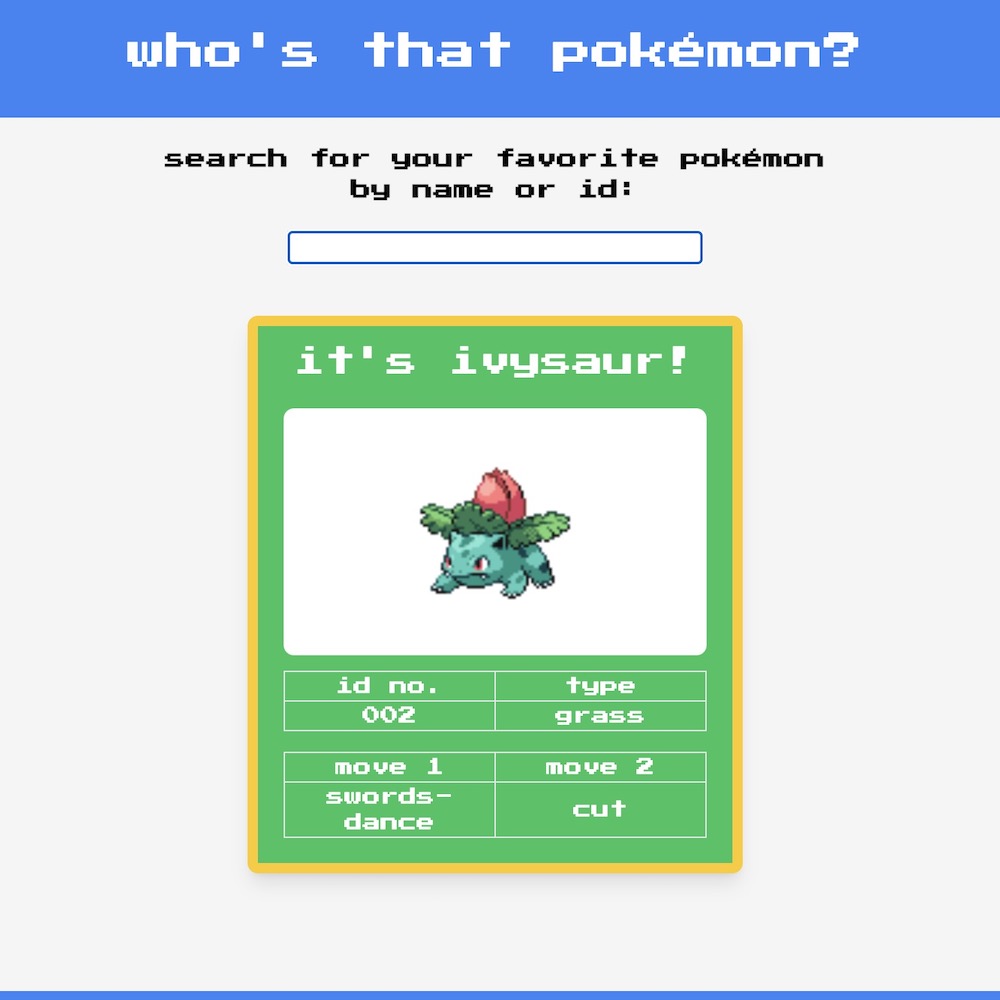 who's that pokémon?
search for your favorite pokémon
by name or id:
it's ivysaur!
id no. type
002 grass
move 1 move 2
swords-
dance cut